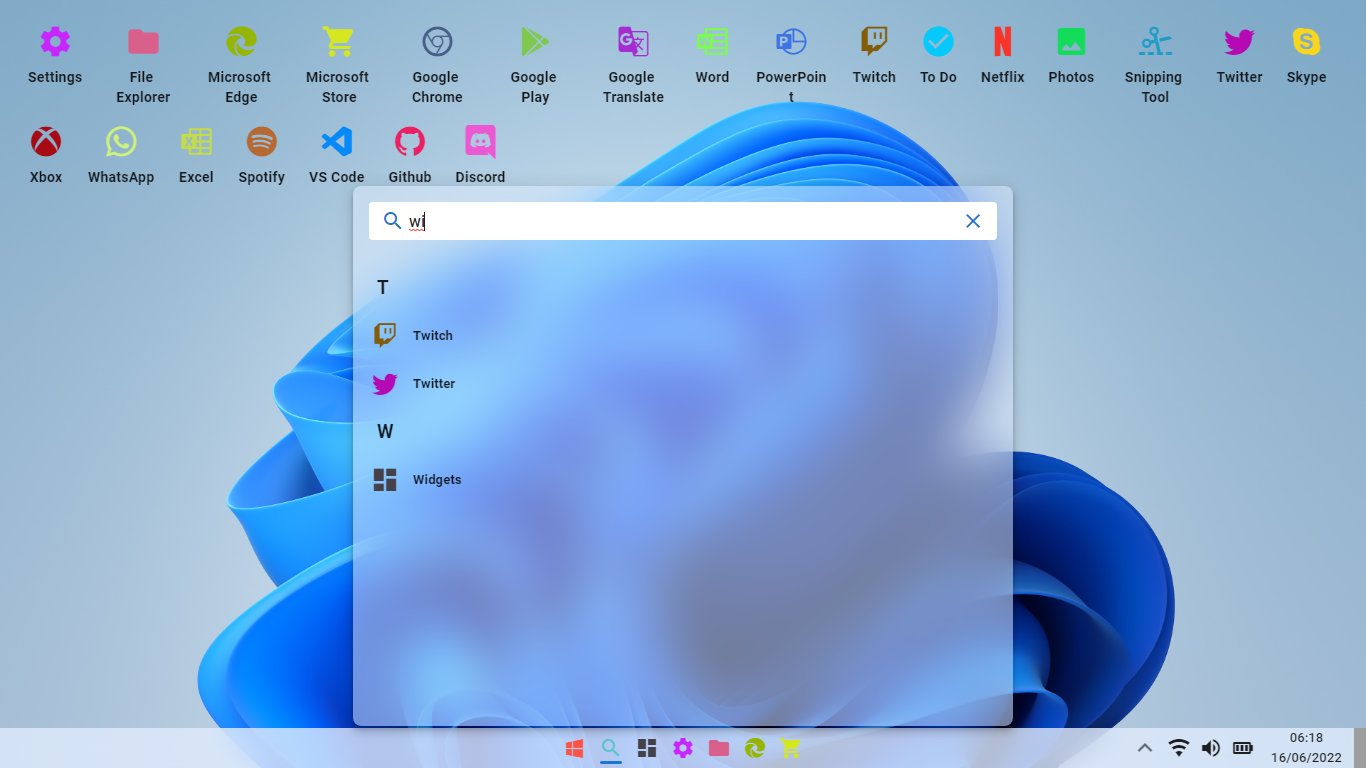 Settings
File Explorer
Microsoft Edge
Microsoft Store
Google Chrome
Google Play
Google Translate
Word
PowerPoin
t
Twitch
To Do
Netflix
Photos
Snipping Tool
Twitter
Skype
Xbox
WhatsApp
Excel
Spotify
VS Code
Github
Discord
wi
T
Twitch
Twitter
W
Widgets
06:18
16/06/2022